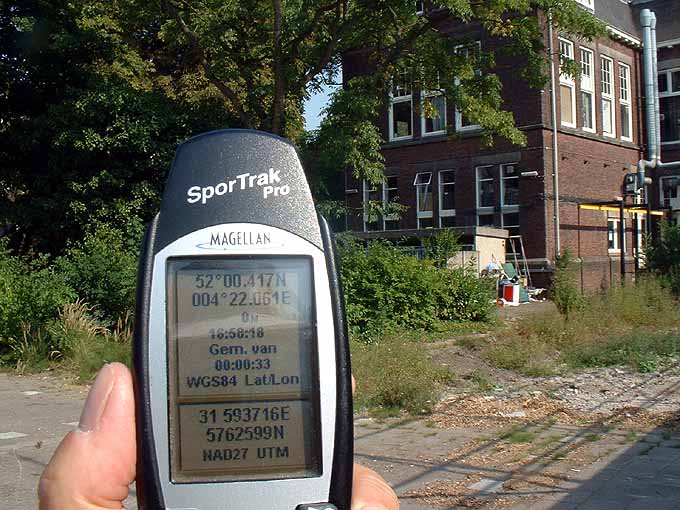 SporTrak
Pro
MAGELLAN
52°00.417N
004°22.061E
0M
16:58:18
Gem. van
00:00:33
WGS84 Lat/Lon
31 593716E
5762599N
NAD27 UTM